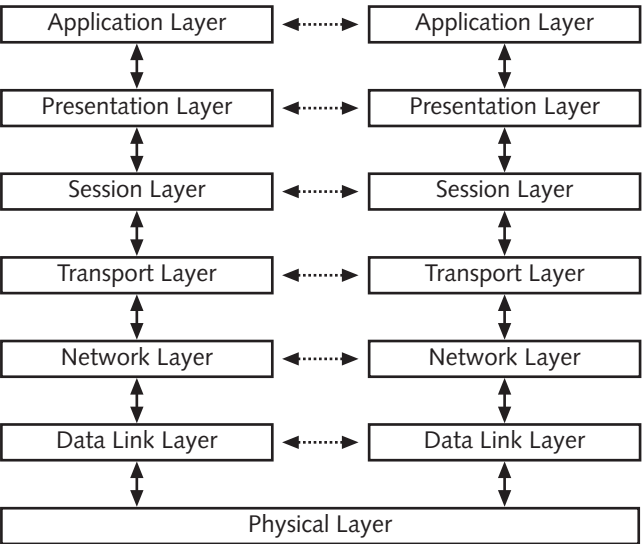 Application Layer
Application Layer
Presentation Layer
Presentation Layer
Session Layer
Session Layer
Transport Layer
Transport Layer
Network Layer
Network Layer
Data Link Layer
Data Link Layer
Physical Layer